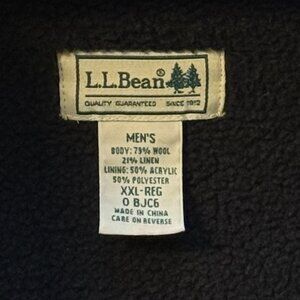 L.L.Bean®
QUALITY GUARANTEED SINCE 1912
MEN'S
BODY: 79% WOOL
21% LINEN
LINING: 50% ACRYLIC
50% POLYESTER
XXL-REG
0 BJC6
MADE IN CHINA
CARE ON REVERSE